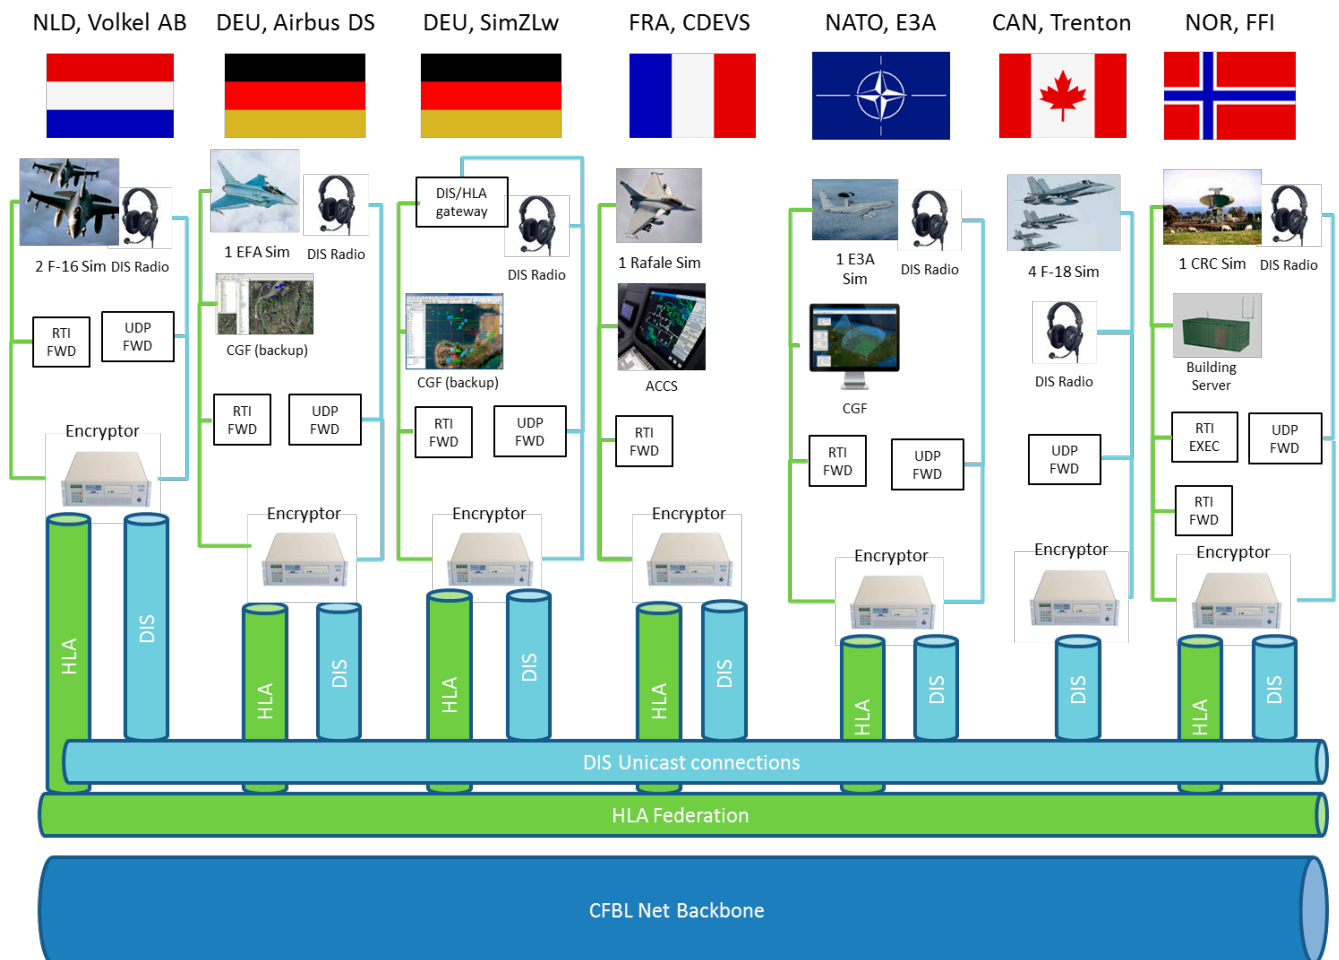 NLD, Volkel AB
DEU, Airbus DS
DEU, SimZLw
FRA, CDEVS
NATO, E3A
CAN, Trenton
NOR, FFI
2 F-16 Sim
DIS Radio
RTI
FWD
UDP
FWD
Encryptor
HLA
DIS
1 EFA Sim
DIS Radio
CGF (backup)
RTI
FWD
UDP
FWD
Encryptor
HLA
DIS
DIS/HLA
gateway
DIS Radio
CGF (backup)
RTI
FWD
UDP
FWD
Encryptor
HLA
DIS
1 Rafale Sim
ACCS
RTI
FWD
Encryptor
HLA
DIS
1 E3A
Sim
DIS Radio
CGF
RTI
FWD
UDP
FWD
Encryptor
HLA
DIS
4 F-18 Sim
DIS Radio
UDP
FWD
Encryptor
DIS
1 CRC Sim
DIS Radio
Building
Server
RTI
EXEC
UDP
FWD
RTI
FWD
Encryptor
HLA
DIS
DIS Unicast connections
HLA Federation
CFBL Net Backbone